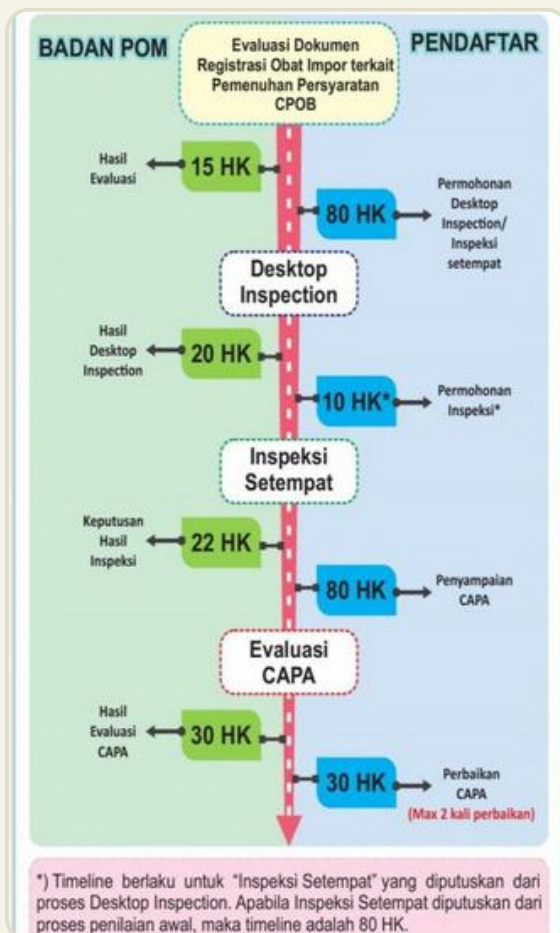 BADAN POM
Evaluasi Dokumen
Registrasi Obat Impor terkait
Pemenuhan Persyaratan
CPOB
PENDAFTAR
Hasil
Evaluasi
15 HK
80 HK
Permohonan
Desktop
Inspection/
Inspeksi
setempat
Desktop
Inspection
Hasil
Desktop
Inspection
20 HK
10 HK*
Permohonan
Inspeksi*
Inspeksi
Setempat
Keputusan
Hasil
Inspeksi
22 HK
80 HK
Penyampaian
CAPA
Evaluasi
CAPA
Hasil
Evaluasi
CAPA
30 HK
30 HK
Perbaikan
CAPA
(Max 2 kali perbaikan)
*) Timeline berlaku untuk "Inspeksi Setempat" yang diputuskan dari
proses Desktop Inspection. Apabila Inspeksi Setempat diputuskan dari
proses penilaian awal, maka timeline adalah 80 HK.